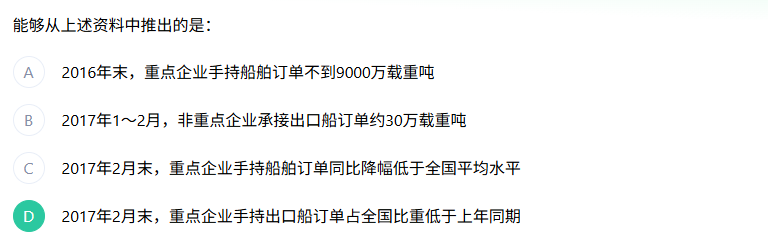 能够从上述资料中推出的是：
A 2016年末，重点企业手持船舶订单不到9000万载重吨
B 2017年1～2月，非重点企业承接出口船订单约30万载重吨
C 2017年2月末，重点企业手持船舶订单同比降幅低于全国平均水平
D 2017年2月末，重点企业手持出口船订单占全国比重低于上年同期